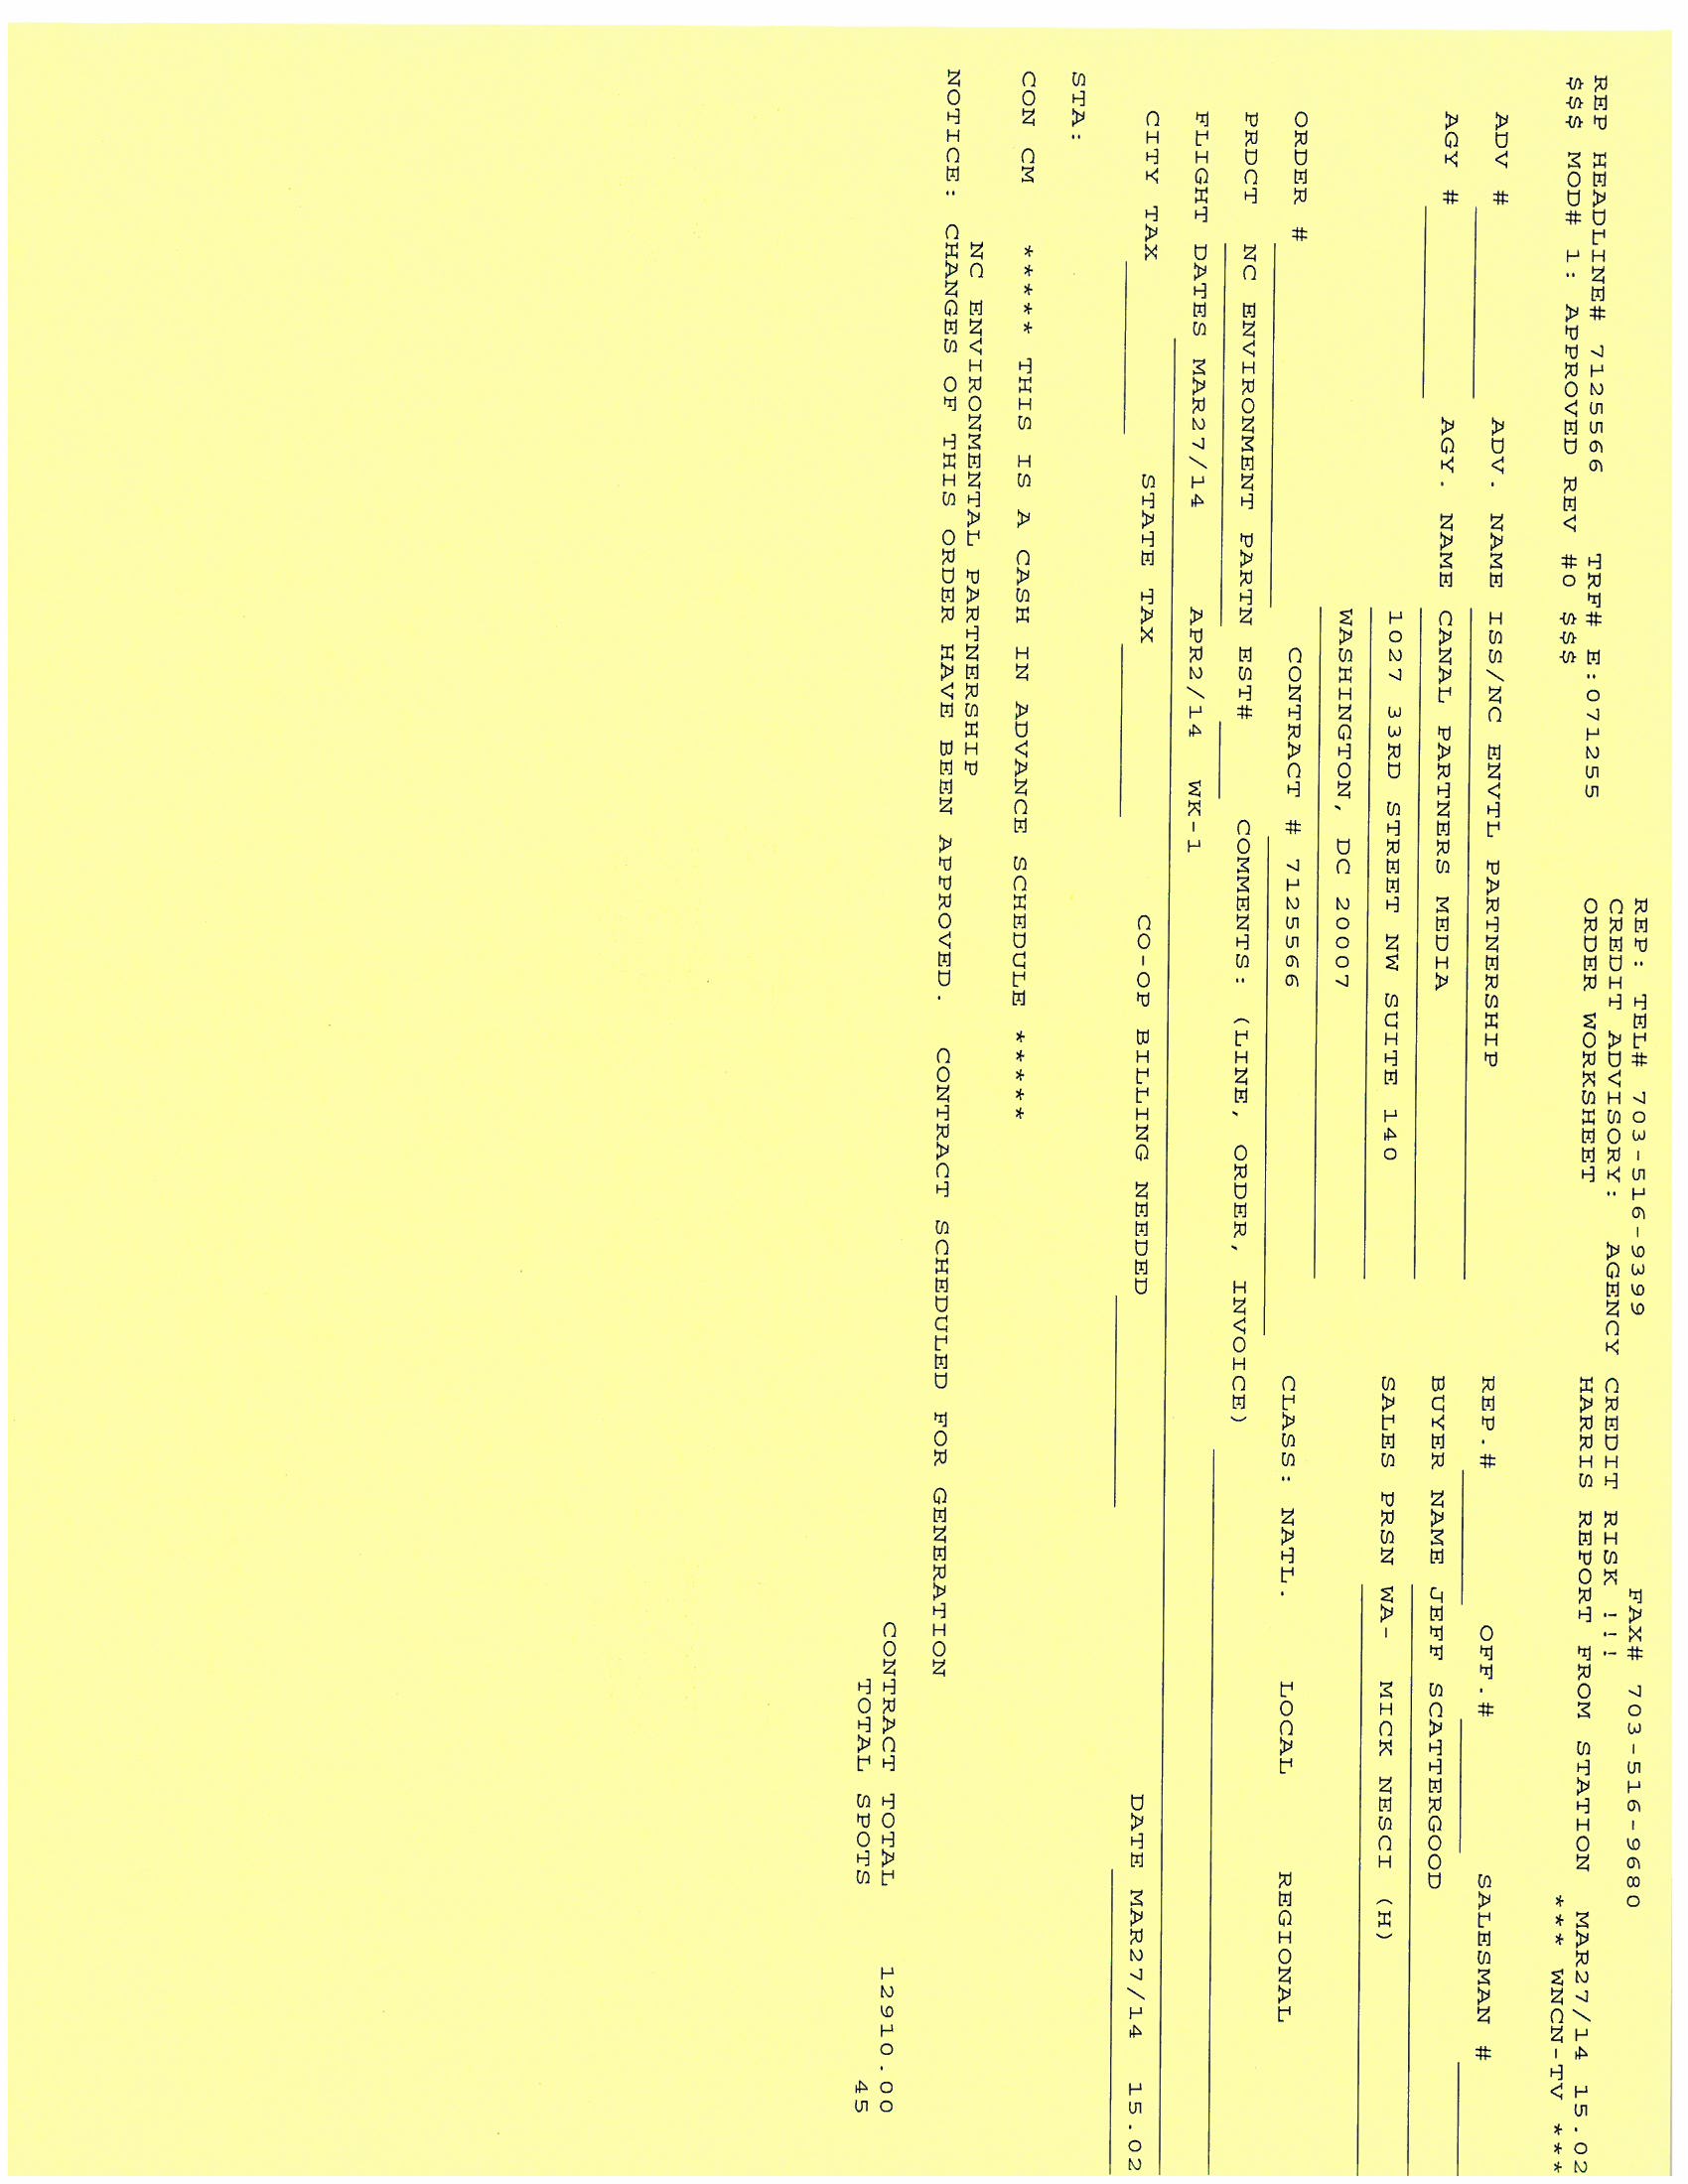 REP: TEL# 703-516-9399 FAX# 703-516-9680
CREDIT ADVISORY: AGENCY CREDIT RISK !!!
REP HEADLINE# 7125566 TRF# E:071255 ORDER WORKSHEET HARRIS REPORT FROM STATION MAR27/14 15.02
$$$ MOD# 1: APPROVED REV #0 $$$ *** WNCN-TV ***
ADV # ADV. NAME ISS/NC ENVTL PARTNERSHIP REP.# OFF.# SALESMAN #
AGY # AGY. NAME CANAL PARTNERS MEDIA BUYER NAME JEFF SCATTERGOOD
1027 33RD STREET NW SUITE 140 SALES PRSN WA- MICK NESCI (H)
WASHINGTON, DC 20007
ORDER # CONTRACT # 7125566 CLASS: NATL. LOCAL REGIONAL
PRDCT NC ENVIRONMENT PARTN EST# COMMENTS: (LINE, ORDER, INVOICE)
FLIGHT DATES MAR27/14 APR2/14 WK-1
CITY TAX STATE TAX CO-OP BILLING NEEDED DATE MAR27/14 15.02
STA:
CON CM ***** THIS IS A CASH IN ADVANCE SCHEDULE *****
NC ENVIRONMENTAL PARTNERSHIP
NOTICE: CHANGES OF THIS ORDER HAVE BEEN APPROVED. CONTRACT SCHEDULED FOR GENERATION
CONTRACT TOTAL 12910.00
TOTAL SPOTS 45